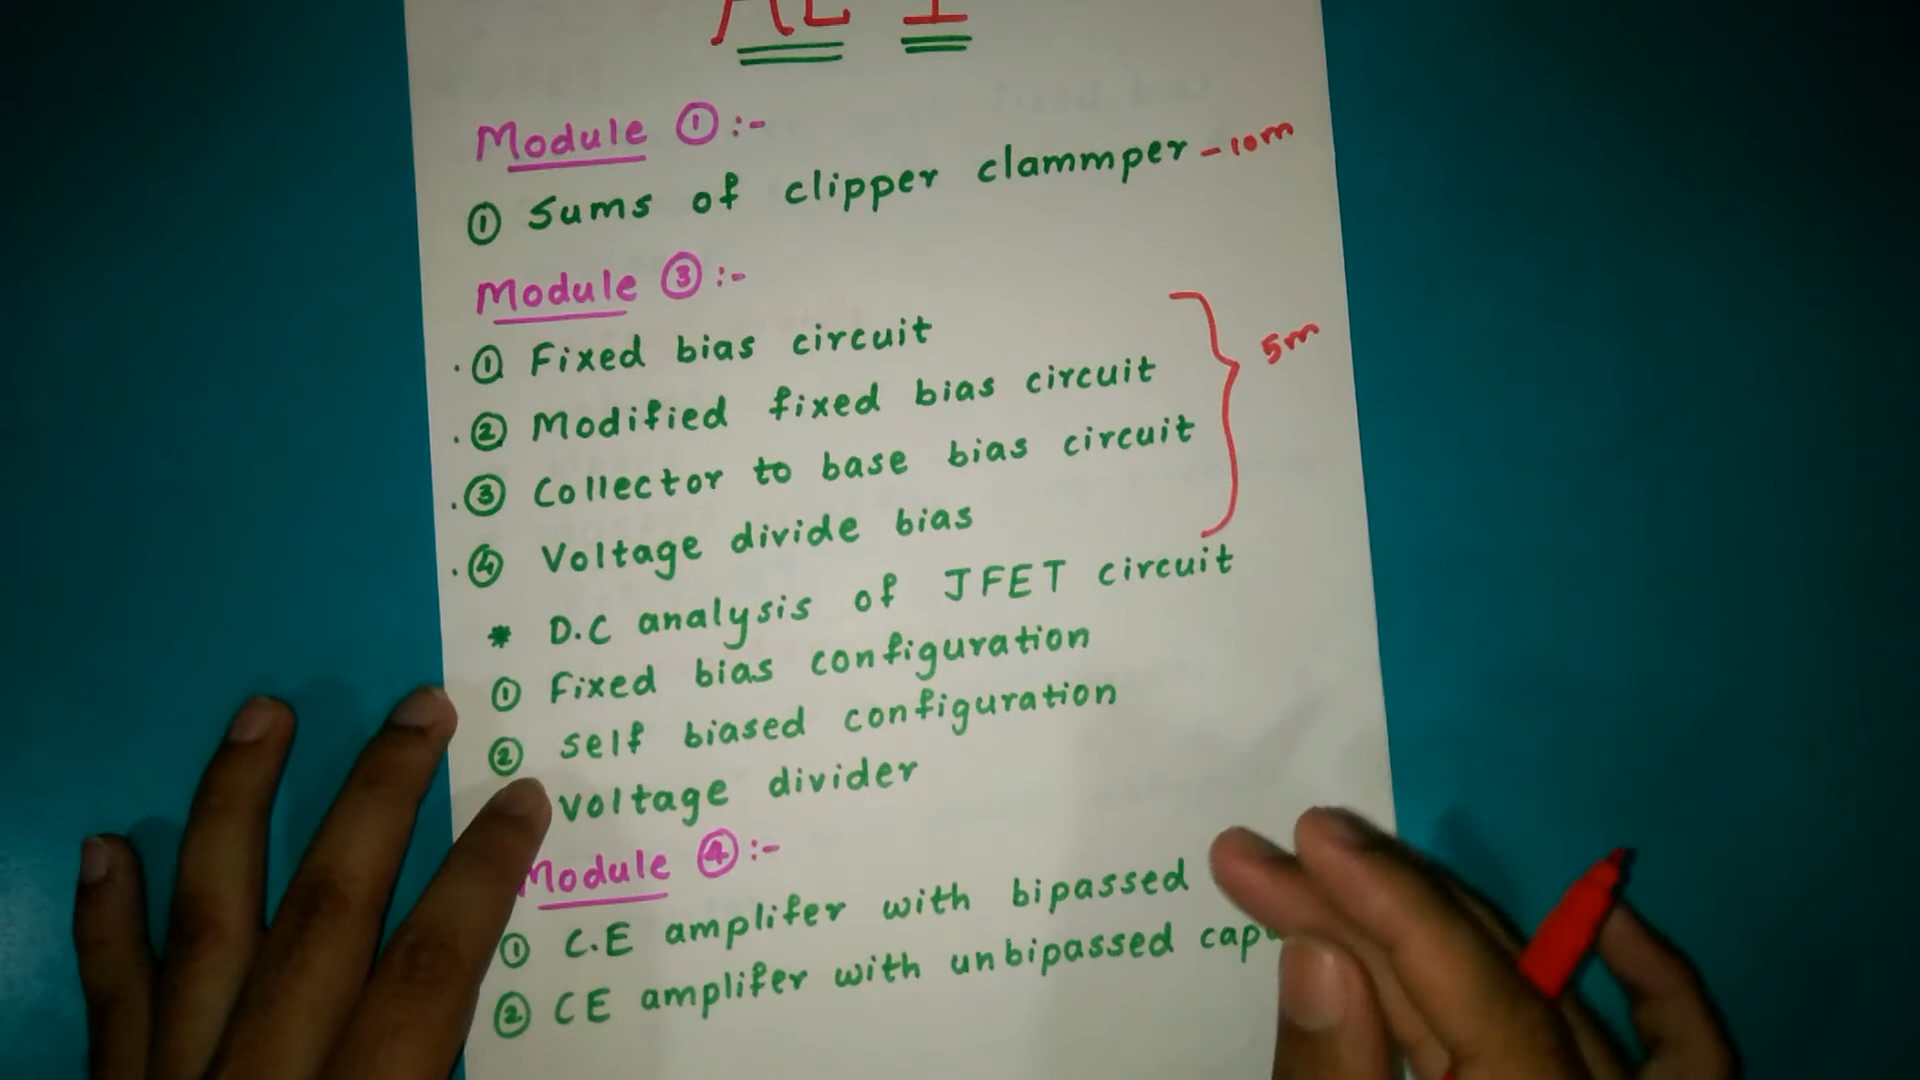 AE I
Module ① :-
① Sums of clipper clammper - 10m
Module ③ :-
① Fixed bias circuit
② Modified fixed bias circuit
③ Collector to base bias circuit
5m
④ Voltage divide bias
* D.C analysis of JFET circuit
① Fixed bias configuration
② self biased configuration
Voltage divider
Module ④ :-
① C.E amplifer with bipassed
② CE amplifer with unbipassed cap